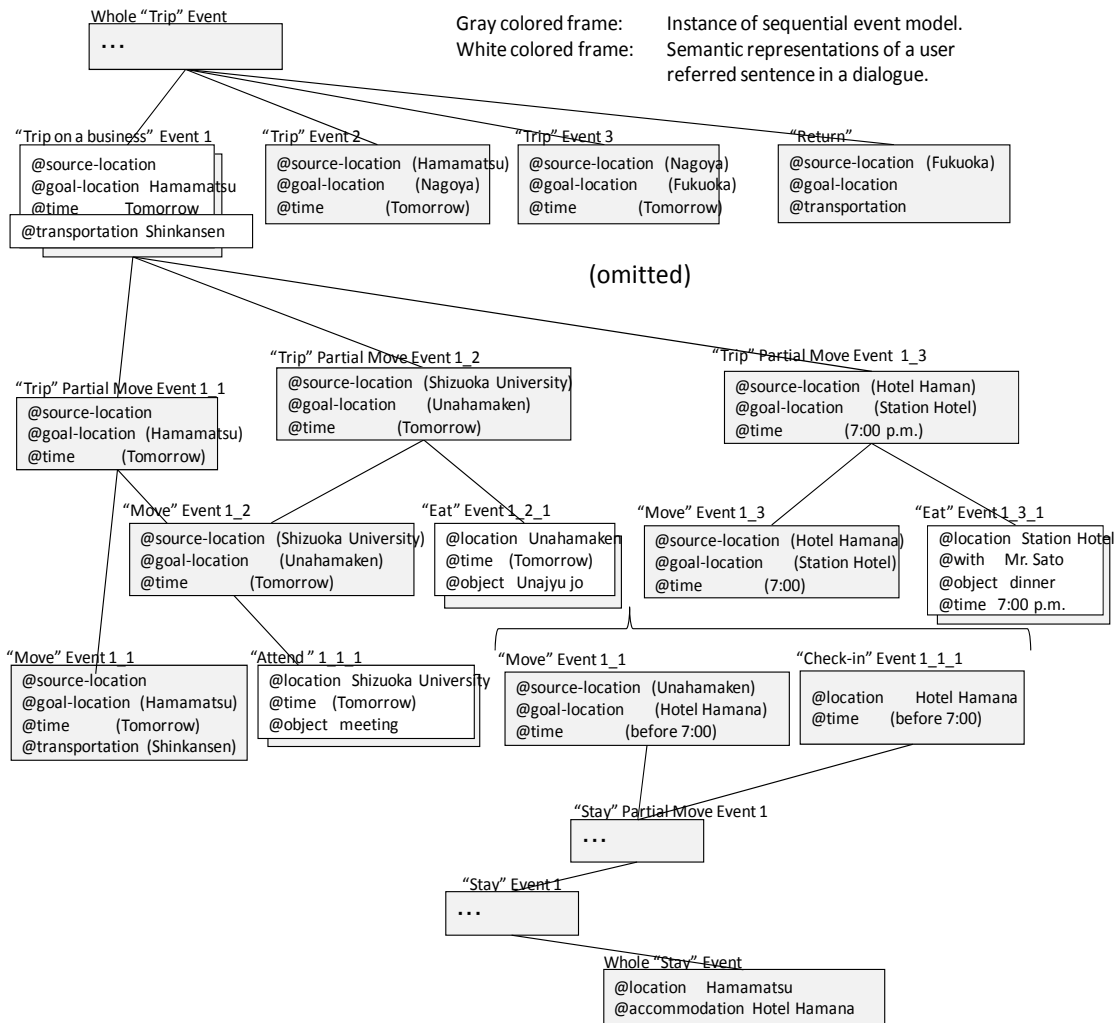 Whole “Trip” Event
...
Gray colored frame: Instance of sequential event model.
White colored frame: Semantic representations of a user
referred sentence in a dialogue.
“Trip on a business” Event 1
@source-location
@goal-location Hamamatsu
@time Tomorrow
@transportation Shinkansen
“Trip” Event 2
@source-location (Hamamatsu)
@goal-location (Nagoya)
@time (Tomorrow)
“Trip” Event 3
@source-location (Nagoya)
@goal-location (Fukuoka)
@time (Tomorrow)
“Return”
@source-location (Fukuoka)
@goal-location
@transportation
(omitted)
“Trip” Partial Move Event 1_1
@source-location
@goal-location (Hamamatsu)
@time (Tomorrow)
“Trip” Partial Move Event 1_2
@source-location (Shizuoka University)
@goal-location (Unahamaken)
@time (Tomorrow)
“Trip” Partial Move Event 1_3
@source-location (Hotel Haman)
@goal-location (Station Hotel)
@time (7:00 p.m.)
“Move” Event 1_2
@source-location (Shizuoka University)
@goal-location (Unahamaken)
@time (Tomorrow)
“Eat” Event 1_2_1
@location Unahamaken
@time (Tomorrow)
@object Unajyu jo
“Move” Event 1_3
@source-location (Hotel Hamana)
@goal-location (Station Hotel)
@time (7:00)
“Eat” Event 1_3_1
@location Station Hotel
@with Mr. Sato
@object dinner
@time 7:00 p.m.
“Move” Event 1_1
@source-location
@goal-location (Hamamatsu)
@time (Tomorrow)
@transportation (Shinkansen)
“Attend” 1_1_1
@location Shizuoka University
@time (Tomorrow)
@object meeting
“Move” Event 1_1
@source-location (Unahamaken)
@goal-location (Hotel Hamana)
@time (before 7:00)
“Check-in” Event 1_1_1
@location Hotel Hamana
@time (before 7:00)
“Stay” Partial Move Event 1
...
“Stay” Event 1
...
Whole “Stay” Event
@location Hamamatsu
@accommodation Hotel Hamana